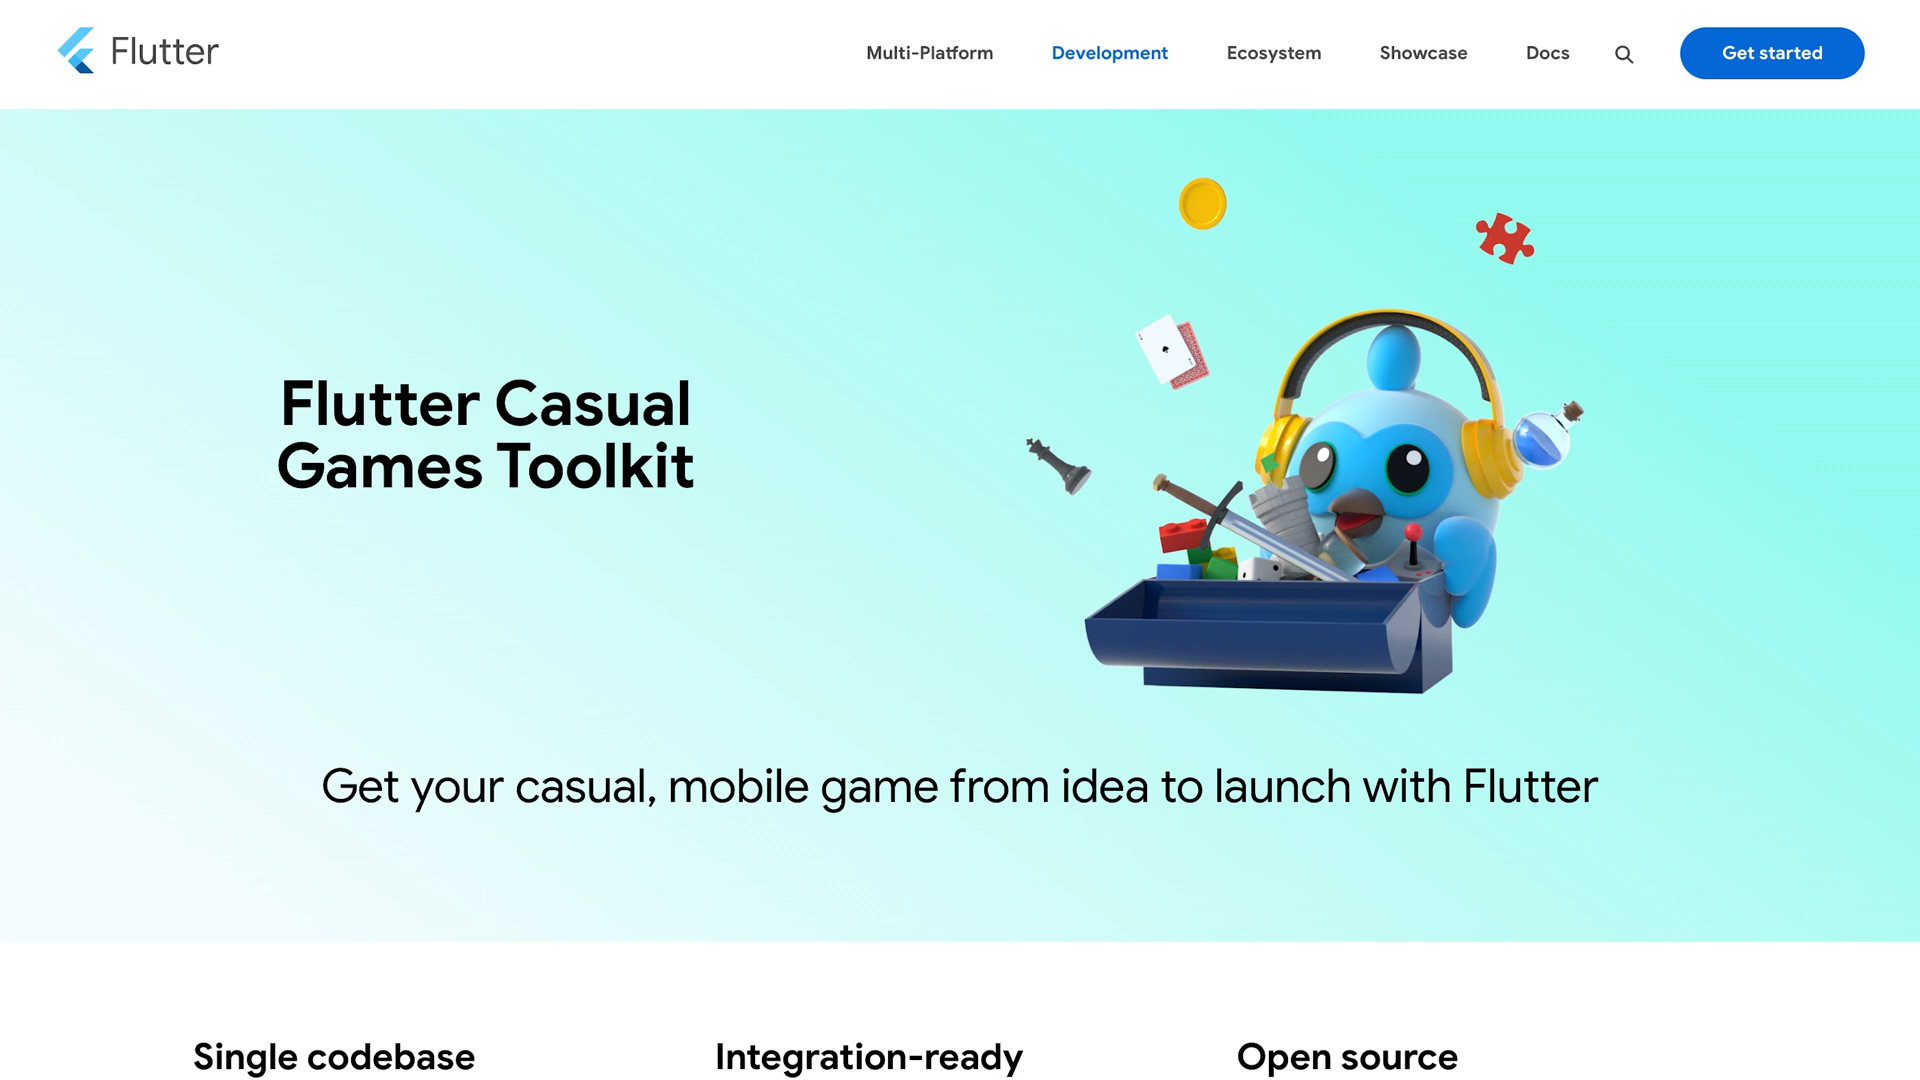 Flutter
Multi-Platform
Development
Ecosystem
Showcase
Docs
Get started
Flutter Casual
Games Toolkit
Get your casual, mobile game from idea to launch with Flutter
Single codebase
Integration-ready
Open source